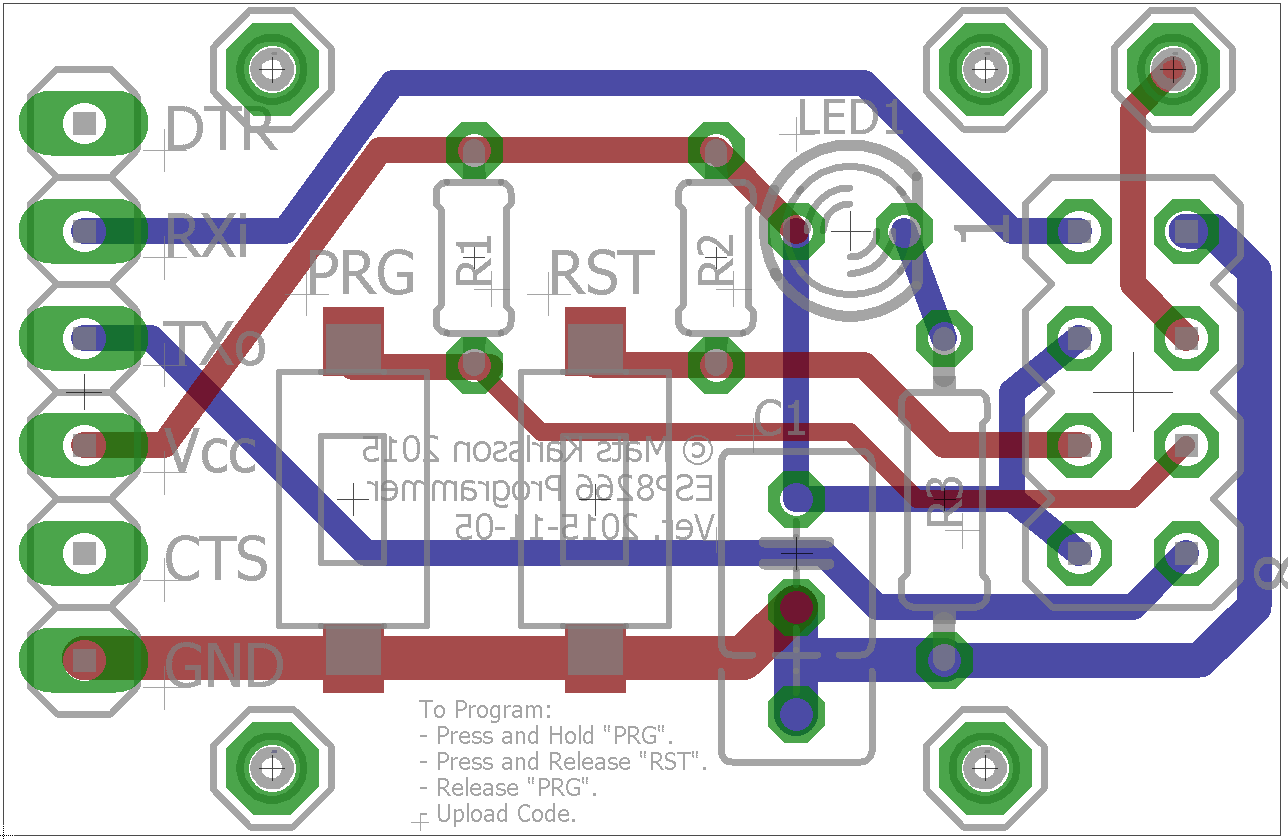 DTR
LED1
RXi
1
R1
R2
PRG
RST
TXo
C1
Vcc
© Mats Karlsson 2015
ESP8266 Programmer
Ver. 2015-11-05
R3
CTS
8
GND
To Program:
- Press and Hold "PRG".
- Press and Release "RST".
- Release "PRG".
- Upload Code.